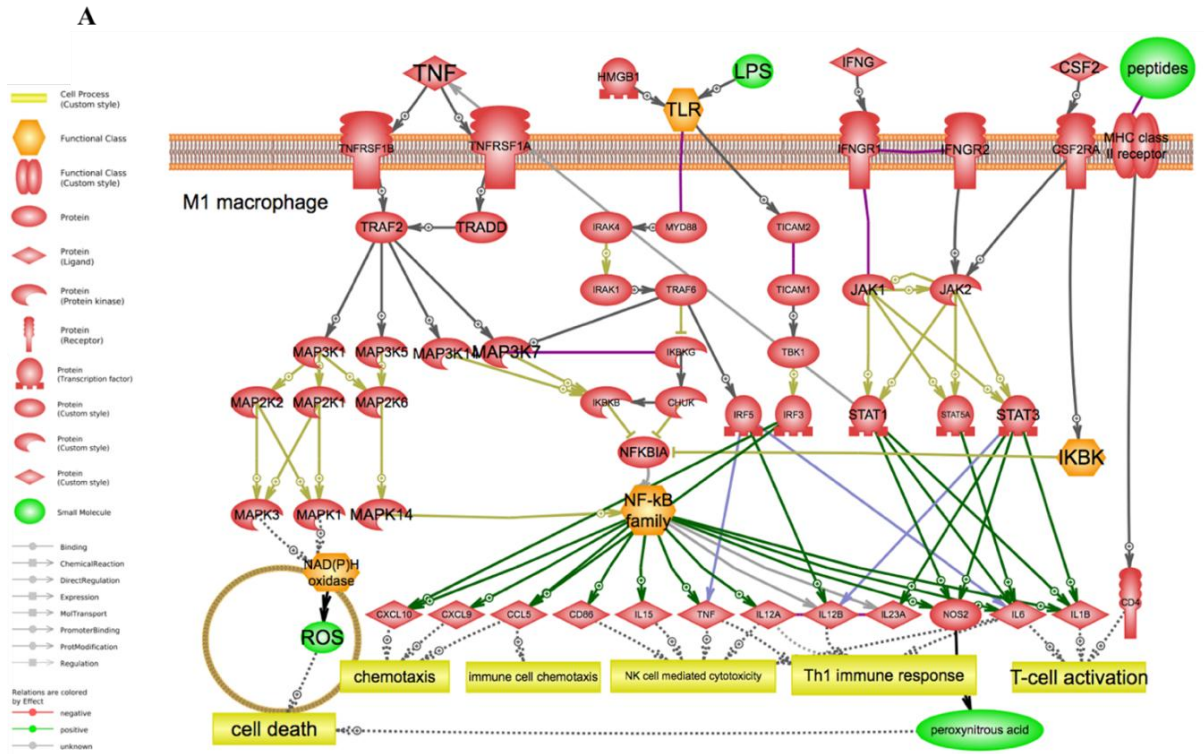 A
Cell Process
(Custom style)
Functional Class
Functional Class
(Custom style)
Protein
Protein
(Ligand)
Protein
(Protein kinase)
Protein
(Receptor)
Protein
(Transcription factor)
Protein
(Custom style)
Protein
(Custom style)
Protein
(Custom style)
Small Molecule
Binding
ChemicalReaction
DirectRegulation
Expression
MolTransport
PromoterBinding
ProtModification
Regulation
Relations are colored
by Effect
negative
positive
unknown
TNF
HMGB1
LPS
TLR
IFNG
CSF2
peptides
TNFRSF1B
TNFRSF1A
IFNGR1
IFNGR2
CSF2RA
MHC class
II receptor
M1 macrophage
TRAF2
TRADD
IRAK4
MYD88
TICAM2
IRAK1
TRAF6
TICAM1
JAK1
JAK2
MAP3K1
MAP3K5
MAP3K7
IKBKG
TBK1
MAP2K2
MAP2K1
MAP2K6
IKBKB
CHUK
IRF5
IRF3
STAT1
STAT5A
STAT3
NFKBIA
IKBK
MAPK3
MAPK1
MAPK14
NF-kB
family
NAD(P)H
oxidase
ROS
CXCL10
CXCL9
CCL5
CD86
IL15
TNF
IL12A
IL12B
IL23A
NOS2
IL6
IL1B
CD4
chemotaxis
immune cell chemotaxis
NK cell mediated cytotoxicity
Th1 immune response
T-cell activation
cell death
peroxynitrous acid